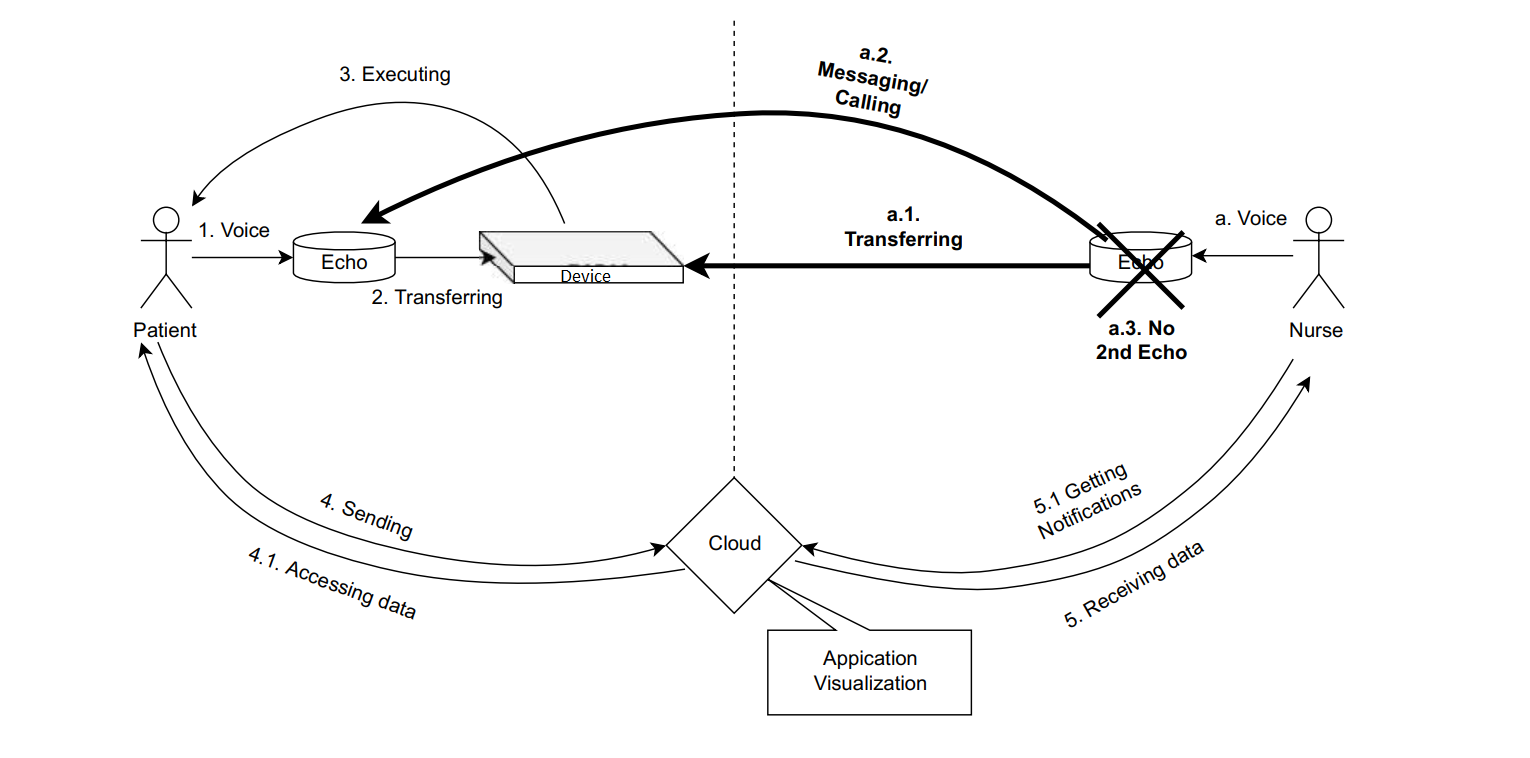 3. Executing
a.2.
Messaging/
Calling
1. Voice
Echo
2. Transferring
Device
a.1.
Transferring
Echo
a. Voice
a.3. No
2nd Echo
Patient
Nurse
4. Sending
4.1. Accessing data
Cloud
5.1 Getting
Notifications
5. Receiving data
Appication
Visualization